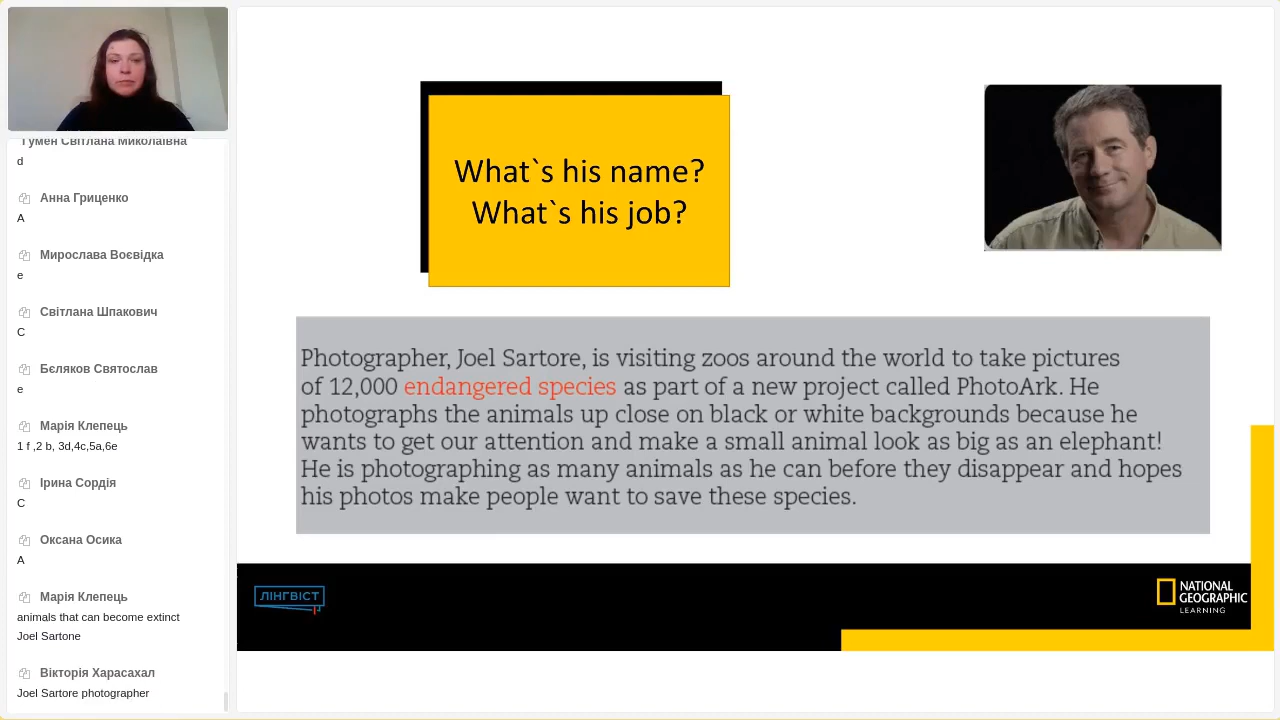 Гумен Світлана Миколаївна
d
Анна Гриценко
A
Мирослава Воєвідка
e
Світлана Шпакович
C
Бєляков Святослав
e
Марія Клепець
1 f ,2 b, 3d,4c,5a,6e
Ірина Сордія
C
Оксана Осика
A
Марія Клепець
animals that can become extinct
Joel Sartone
Вікторія Харасахал
Joel Sartore photographer
What`s his name?
What`s his job?
Photographer, Joel Sartore, is visiting zoos around the world to take pictures
of 12,000 endangered species as part of a new project called PhotoArk. He
photographs the animals up close on black or white backgrounds because he
wants to get our attention and make a small animal look as big as an elephant!
He is photographing as many animals as he can before they disappear and hopes
his photos make people want to save these species.
ЛІНГВІСТ
NATIONAL
GEOGRAPHIC
LEARNING